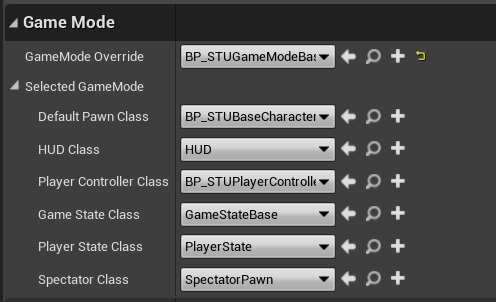 Game Mode
GameMode Override BP_STUGameModeBas
Selected GameMode
Default Pawn Class BP_STUBaseCharacter
HUD Class HUD
Player Controller Class BP_STUPlayerControlle
Game State Class GameStateBase
Player State Class PlayerState
Spectator Class SpectatorPawn